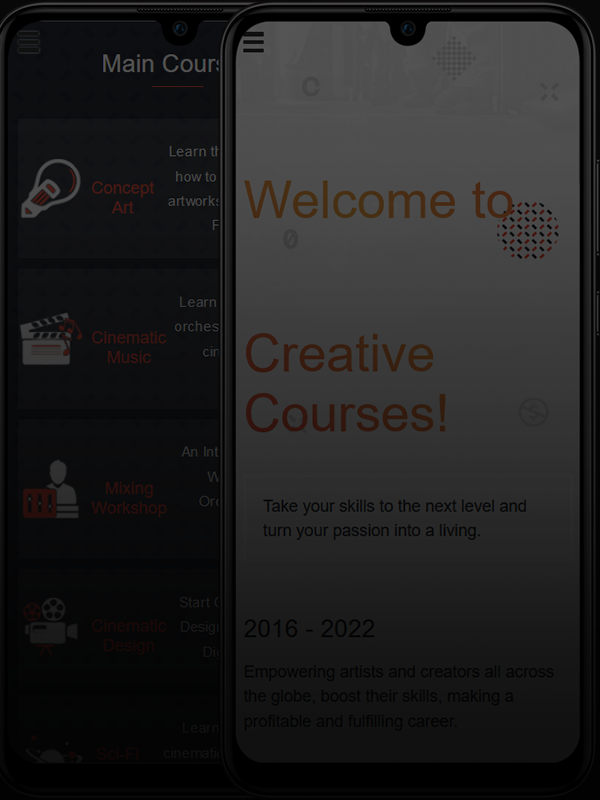 Main Cours
Learn th
how to
artworks
F
Concept
Art
Learn
orches
cin
Cinematic
Music
An Int
W
Ore
Mixing
Workshop
Start C
Design
Di
Cinematic
Design
Learn
cinemati
Sci-Fi
C
Welcome to
0
Creative
Courses!
Take your skills to the next level and
turn your passion into a living.
2016 - 2022
Empowering artists and creators all across
the globe, boost their skills, making a
profitable and fulfilling career.